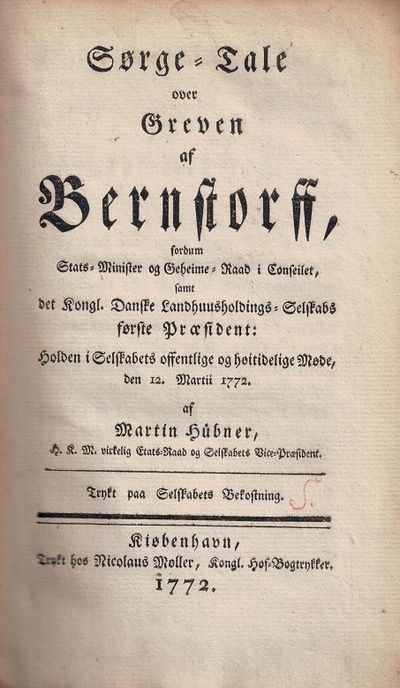 Sørge-Tale
over
Greven
af
Bernstorff,
fordum
Stats-Minister og Geheime-Raad i Conseilet,
samt
det Kongl. Danske Landhuusholdings-Selskabs
første Præsident:
Holden i Selskabets offentlige og høitidelige Møde,
den 12. Martii 1772.
af
Martin Hübner,
H. K. M. virkelig Etats-Raad og Selskabets Vice-Præsident.
Trykt paa Selskabets Bekostning.
Kiøbenhavn,
Trykt hos Nicolaus Møller, Kongl. Hof-Bogtrykker.
1772.